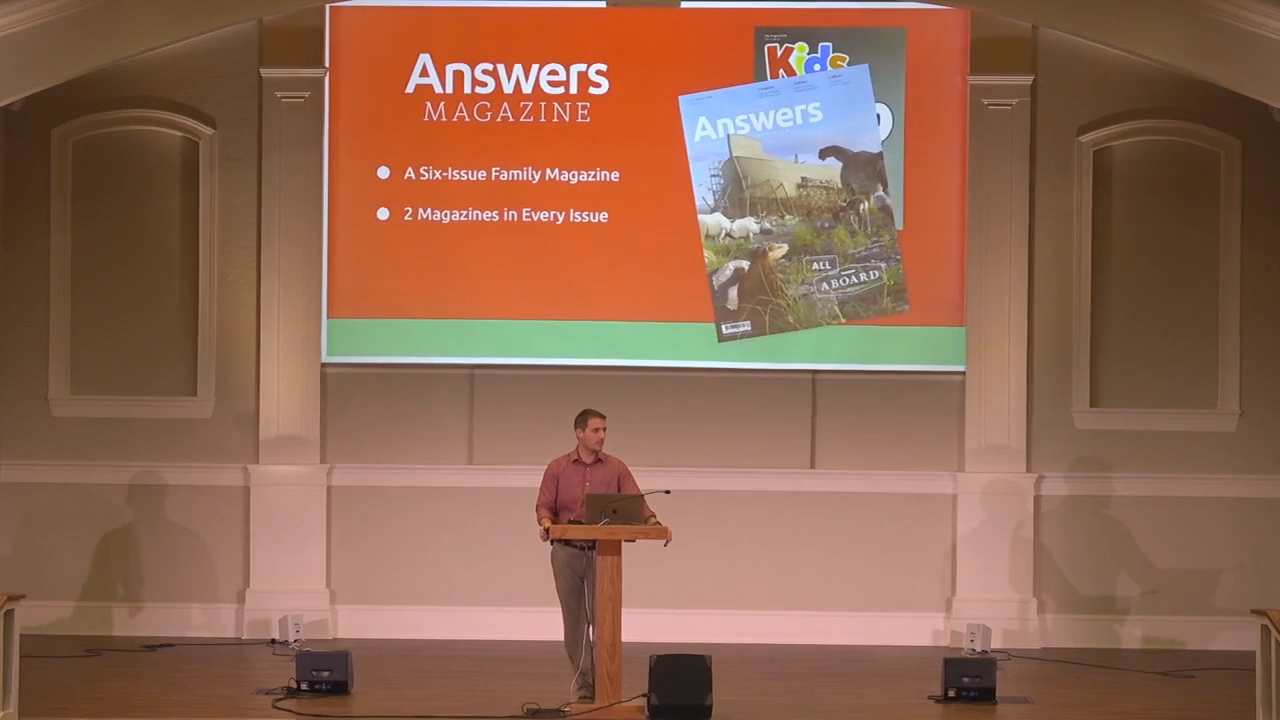 Answers
MAGAZINE
A Six-Issue Family Magazine
2 Magazines in Every Issue
Kids
Answers
ALL
ABOARD